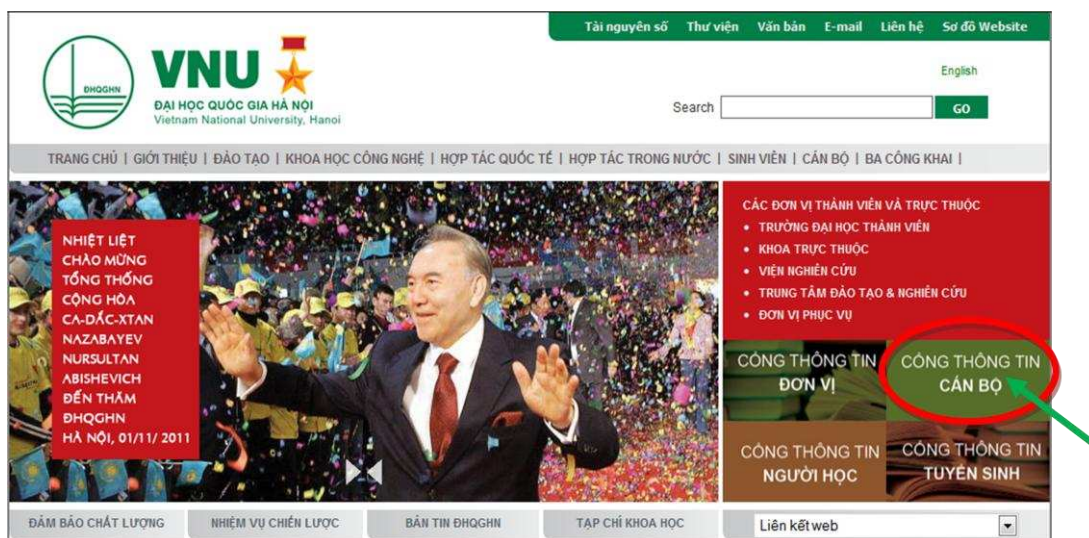 Tài nguyên số Thư viện Văn bản E-mail Liên hệ Sơ đồ Website
ĐHQGHN
VNU
ĐẠI HỌC QUỐC GIA HÀ NỘI
Vietnam National University, Hanoi
English
Search GO
TRANG CHỦ | GIỚI THIỆU | ĐÀO TẠO | KHOA HỌC CÔNG NGHỆ | HỢP TÁC QUỐC TẾ | HỢP TÁC TRONG NƯỚC | SINH VIÊN | CÁN BỘ | BA CÔNG KHAI |
NHIỆT LIỆT
CHÀO MỪNG
TỔNG THỐNG
CỘNG HÒA
CA-DẮC-XTAN
NAZABAYEV
NURSULTAN
ABISHEVICH
ĐẾN THĂM
ĐHQGHN
HÀ NỘI, 01/11/ 2011
CÁC ĐƠN VỊ THÀNH VIÊN VÀ TRỰC THUỘC
• TRƯỜNG ĐẠI HỌC THÀNH VIÊN
• KHOA TRỰC THUỘC
• VIỆN NGHIÊN CỨU
• TRUNG TÂM ĐÀO TẠO & NGHIÊN CỨU
• ĐƠN VỊ PHỤC VỤ
CỔNG THÔNG TIN
ĐƠN VỊ
CỔNG THÔNG TIN
CÁN BỘ
CỔNG THÔNG TIN
NGƯỜI HỌC
CỔNG THÔNG TIN
TUYỂN SINH
ĐẢM BẢO CHẤT LƯỢNG NHIỆM VỤ CHIẾN LƯỢC BẢN TIN ĐHQGHN TẠP CHÍ KHOA HỌC Liên kết web